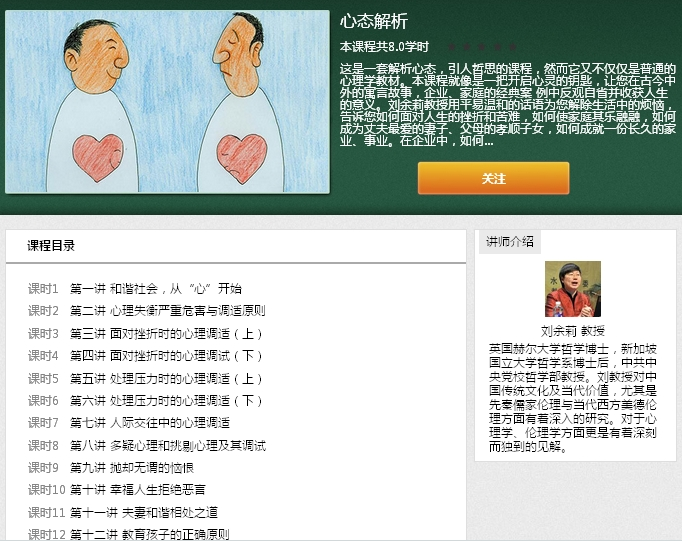 心态解析
本课程共8.0学时
这是一套解析心态，引人哲思的课程，然而它又不仅仅是普通的
心理学教材。本课程就像是一把开启心灵的钥匙，让您在古今中
外的寓言故事，企业、家庭的经典案 例中反观自省并收获人生
的意义。刘余莉教授用平易温和的话语为您解除生活中的烦恼，
告诉您如何面对人生的挫折和苦难，如何使家庭其乐融融，如何
成为丈夫最爱的妻子、父母的孝顺子女，如何成就一份长久的家
业、事业。在企业中，如何...
关注
课程目录
课时1 第一讲 和谐社会，从“心”开始
课时2 第二讲 心理失衡严重危害与调适原则
课时3 第三讲 面对挫折时的心理调适（上）
课时4 第四讲 面对挫折时的心理调试（下）
课时5 第五讲 处理压力时的心理调适（上）
课时6 第六讲 处理压力时的心理调适（下）
课时7 第七讲 人际交往中的心理调适
课时8 第八讲 多疑心理和挑剔心理及其调试
课时9 第九讲 抛却无谓的恼恨
课时10 第十讲 幸福人生拒绝恶言
课时11 第十一讲 夫妻和谐相处之道
课时12 第十二讲 教育孩子的正确原则
讲师介绍
刘余莉 教授
英国赫尔大学哲学博士，新加坡
国立大学哲学系博士后，中共中
央党校哲学部教授。刘教授对中
国传统文化及当代价值，尤其是
先秦儒家伦理与当代西方美德伦
理方面有着深入的研究。对于心
理学、伦理学方面更是有着深刻
而独到的见解。